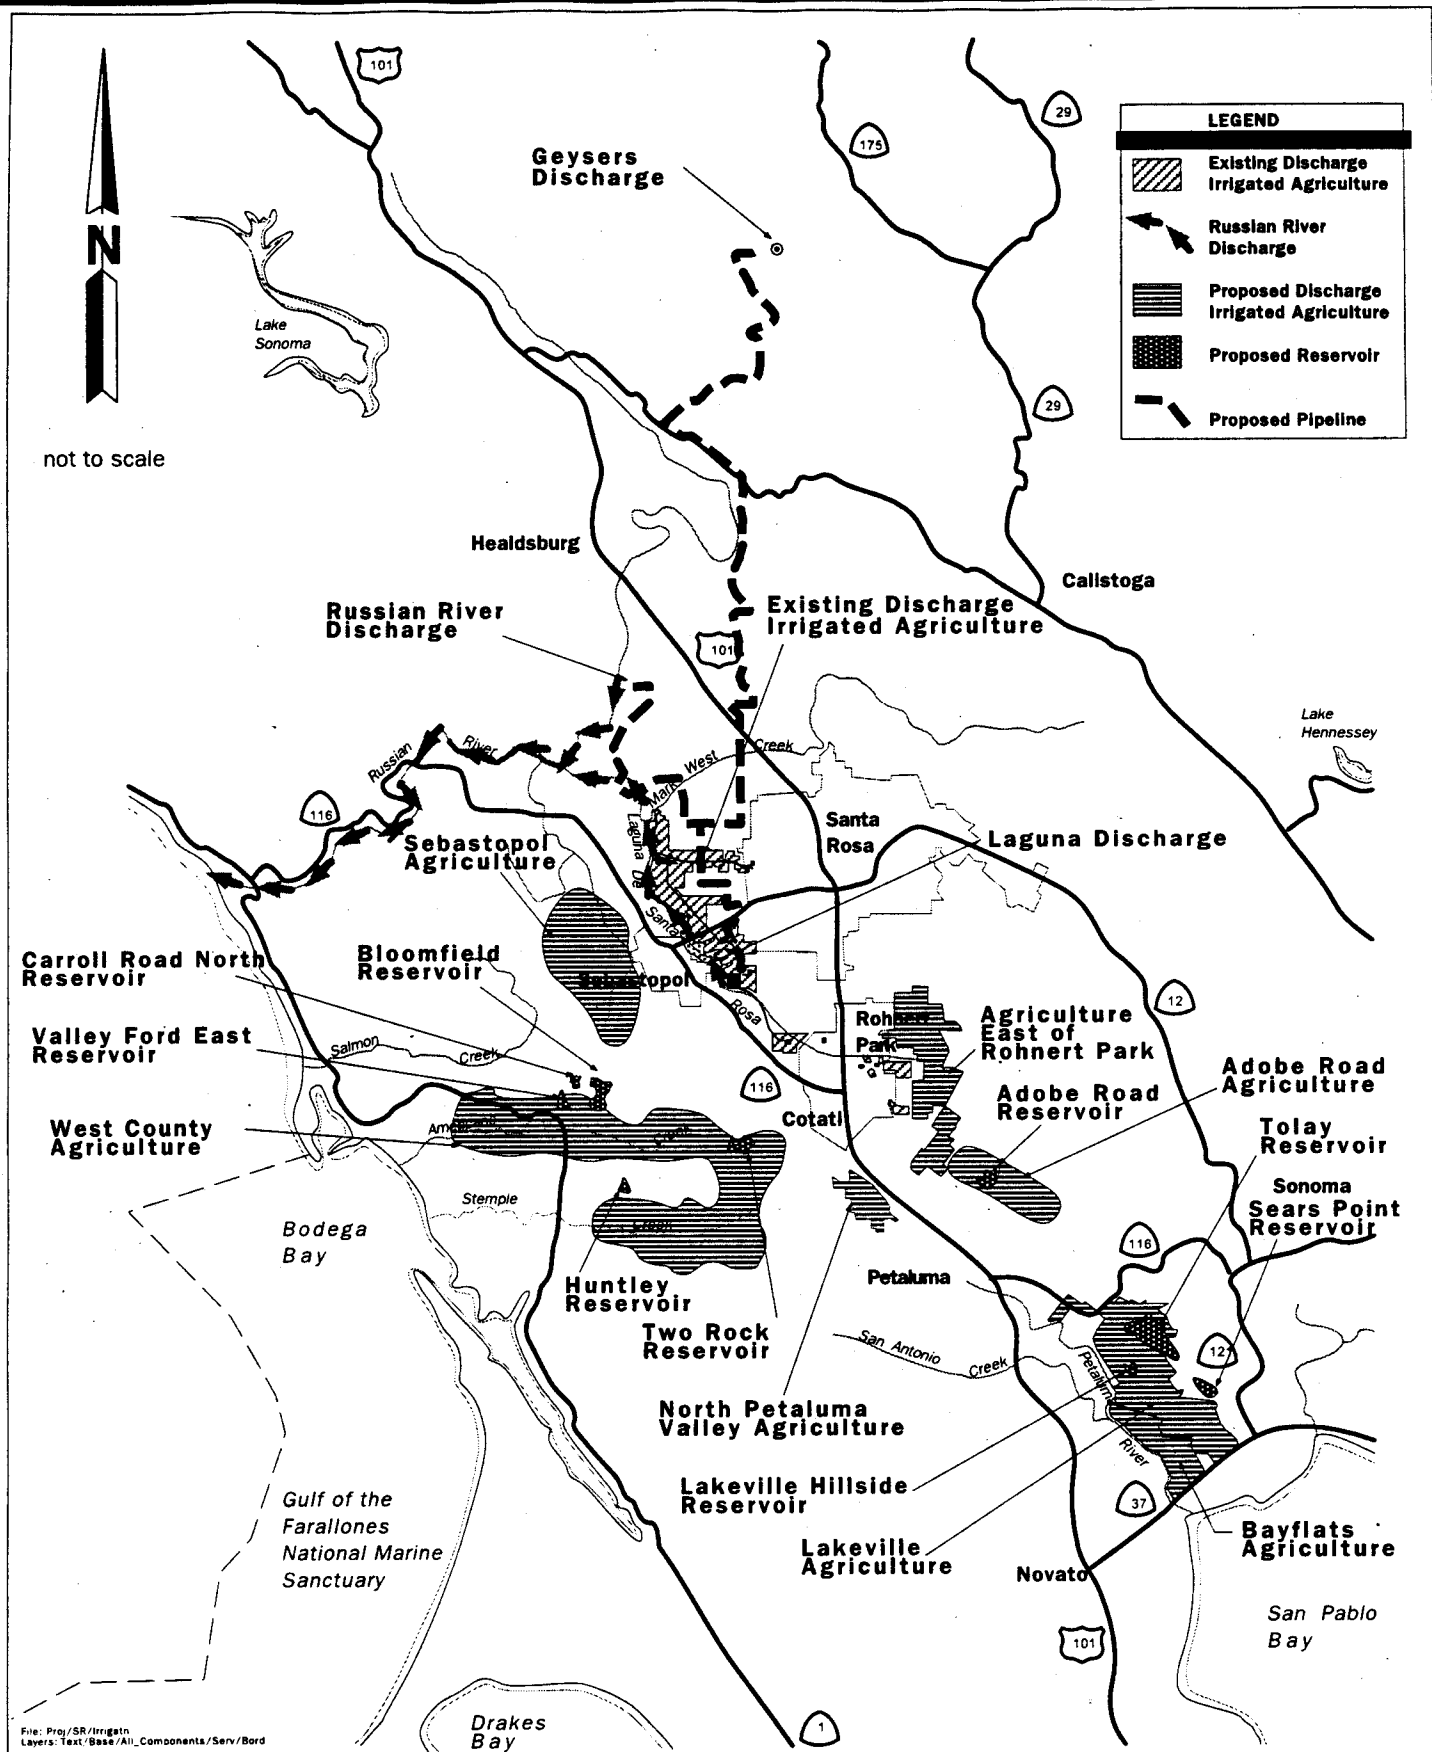 101
29
175
LEGEND
Existing Discharge
Irrigated Agriculture
Russian River
Discharge
Proposed Discharge
Irrigated Agriculture
Proposed Reservoir
Proposed Pipeline
Geysers
Discharge
N
Lake
Sonoma
not to scale
29
Healdsburg
Calistoga
Russian River
Discharge
Existing Discharge
Irrigated Agriculture
101
Lake
Hennessey
Russian
River
Mark West Creek
116
Sebastopol
Agriculture
Laguna De
Santa
Rosa
Santa
Rosa
Laguna Discharge
Carroll Road North
Reservoir
Bloomfield
Reservoir
Sebastopol
12
Valley Ford East
Reservoir
Salmon
Creek
Rohnert
Park
Agriculture
East of
Rohnert Park
Adobe Road
Agriculture
116
Adobe Road
Reservoir
Cotati
West County
Agriculture
Americano
Creek
Tolay
Reservoir
Stemple
Creek
Sonoma
Sears Point
Reservoir
Bodega
Bay
116
Huntley
Reservoir
Petaluma
Two Rock
Reservoir
San Antonio
Creek
Petaluma
River
121
North Petaluma
Valley Agriculture
Lakeville Hillside
Reservoir
37
Gulf of the
Farallones
National Marine
Sanctuary
Lakeville
Agriculture
Bayflats
Agriculture
Novato
San Pablo
Bay
101
Drakes
Bay
1
File: Proj/SR/Irrigatn
Layers: Text/Base/All_Components/Serv/Bord